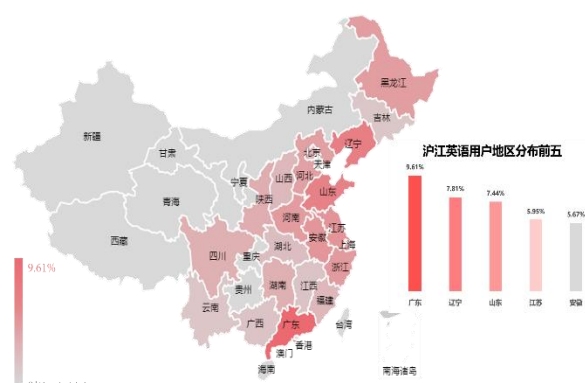 黑龙江
内蒙古
吉林
新疆
辽宁
甘肃
北京
天津
河北
山西
宁夏
山东
青海
陕西
河南
江苏
西藏
安徽
上海
四川
重庆
湖北
浙江
贵州
湖南
江西
福建
云南
广西
广东
台湾
香港
澳门
海南
南海诸岛
9.61%
沪江英语用户地区分布前五
9.61%
7.81%
7.44%
5.95%
5.67%
广东
辽宁
山东
江苏
安徽